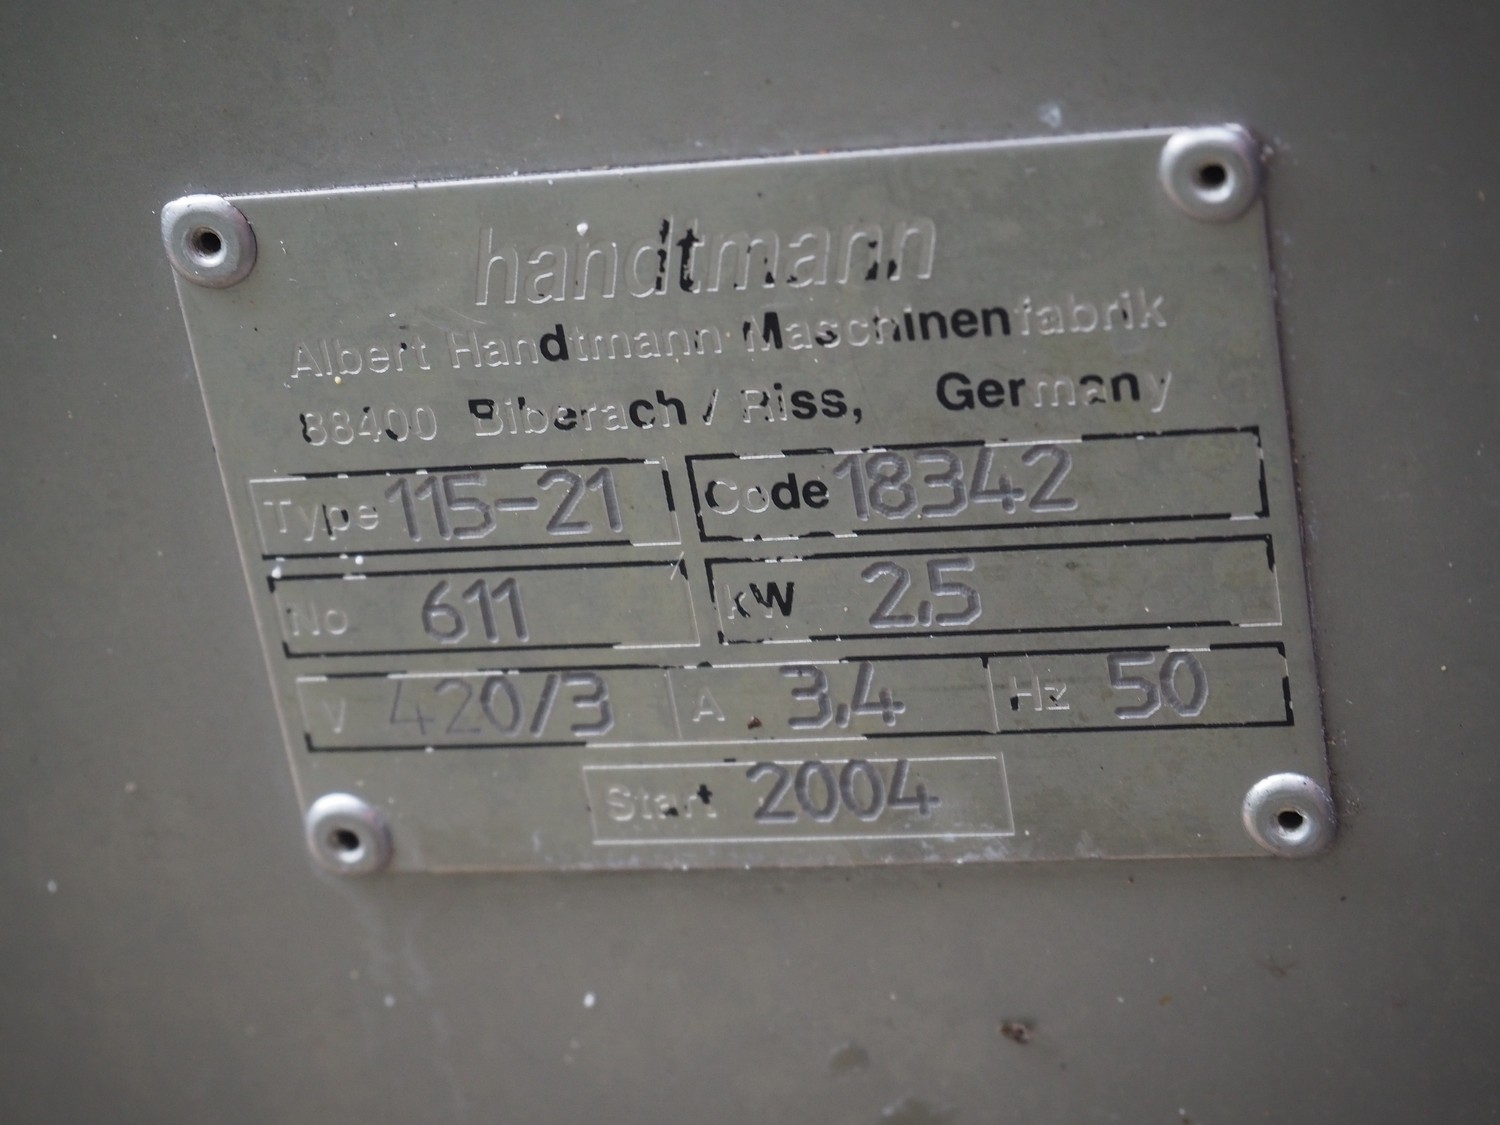 handtmann
Albert Handtmann Maschinenfabrik
88400 Biberach / Riss, Germany
Type 115-21 Code 18342
No 611 kW 2.5
V 420/3 A 3.4 Hz 50
Start 2004